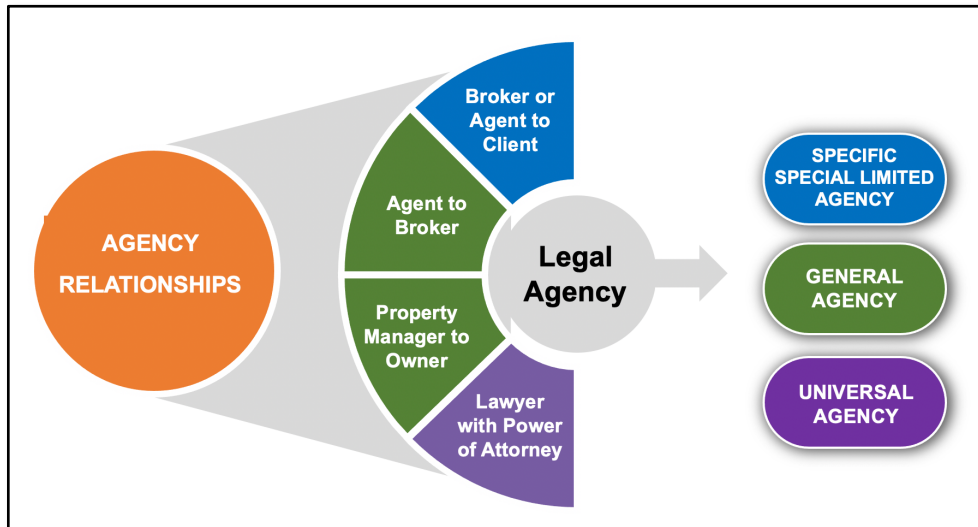 AGENCY
RELATIONSHIPS
Broker or
Agent to
Client
Agent to
Broker
Property
Manager to
Owner
Lawyer
with Power
of Attorney
Legal
Agency
SPECIFIC
SPECIAL LIMITED
AGENCY
GENERAL
AGENCY
UNIVERSAL
AGENCY